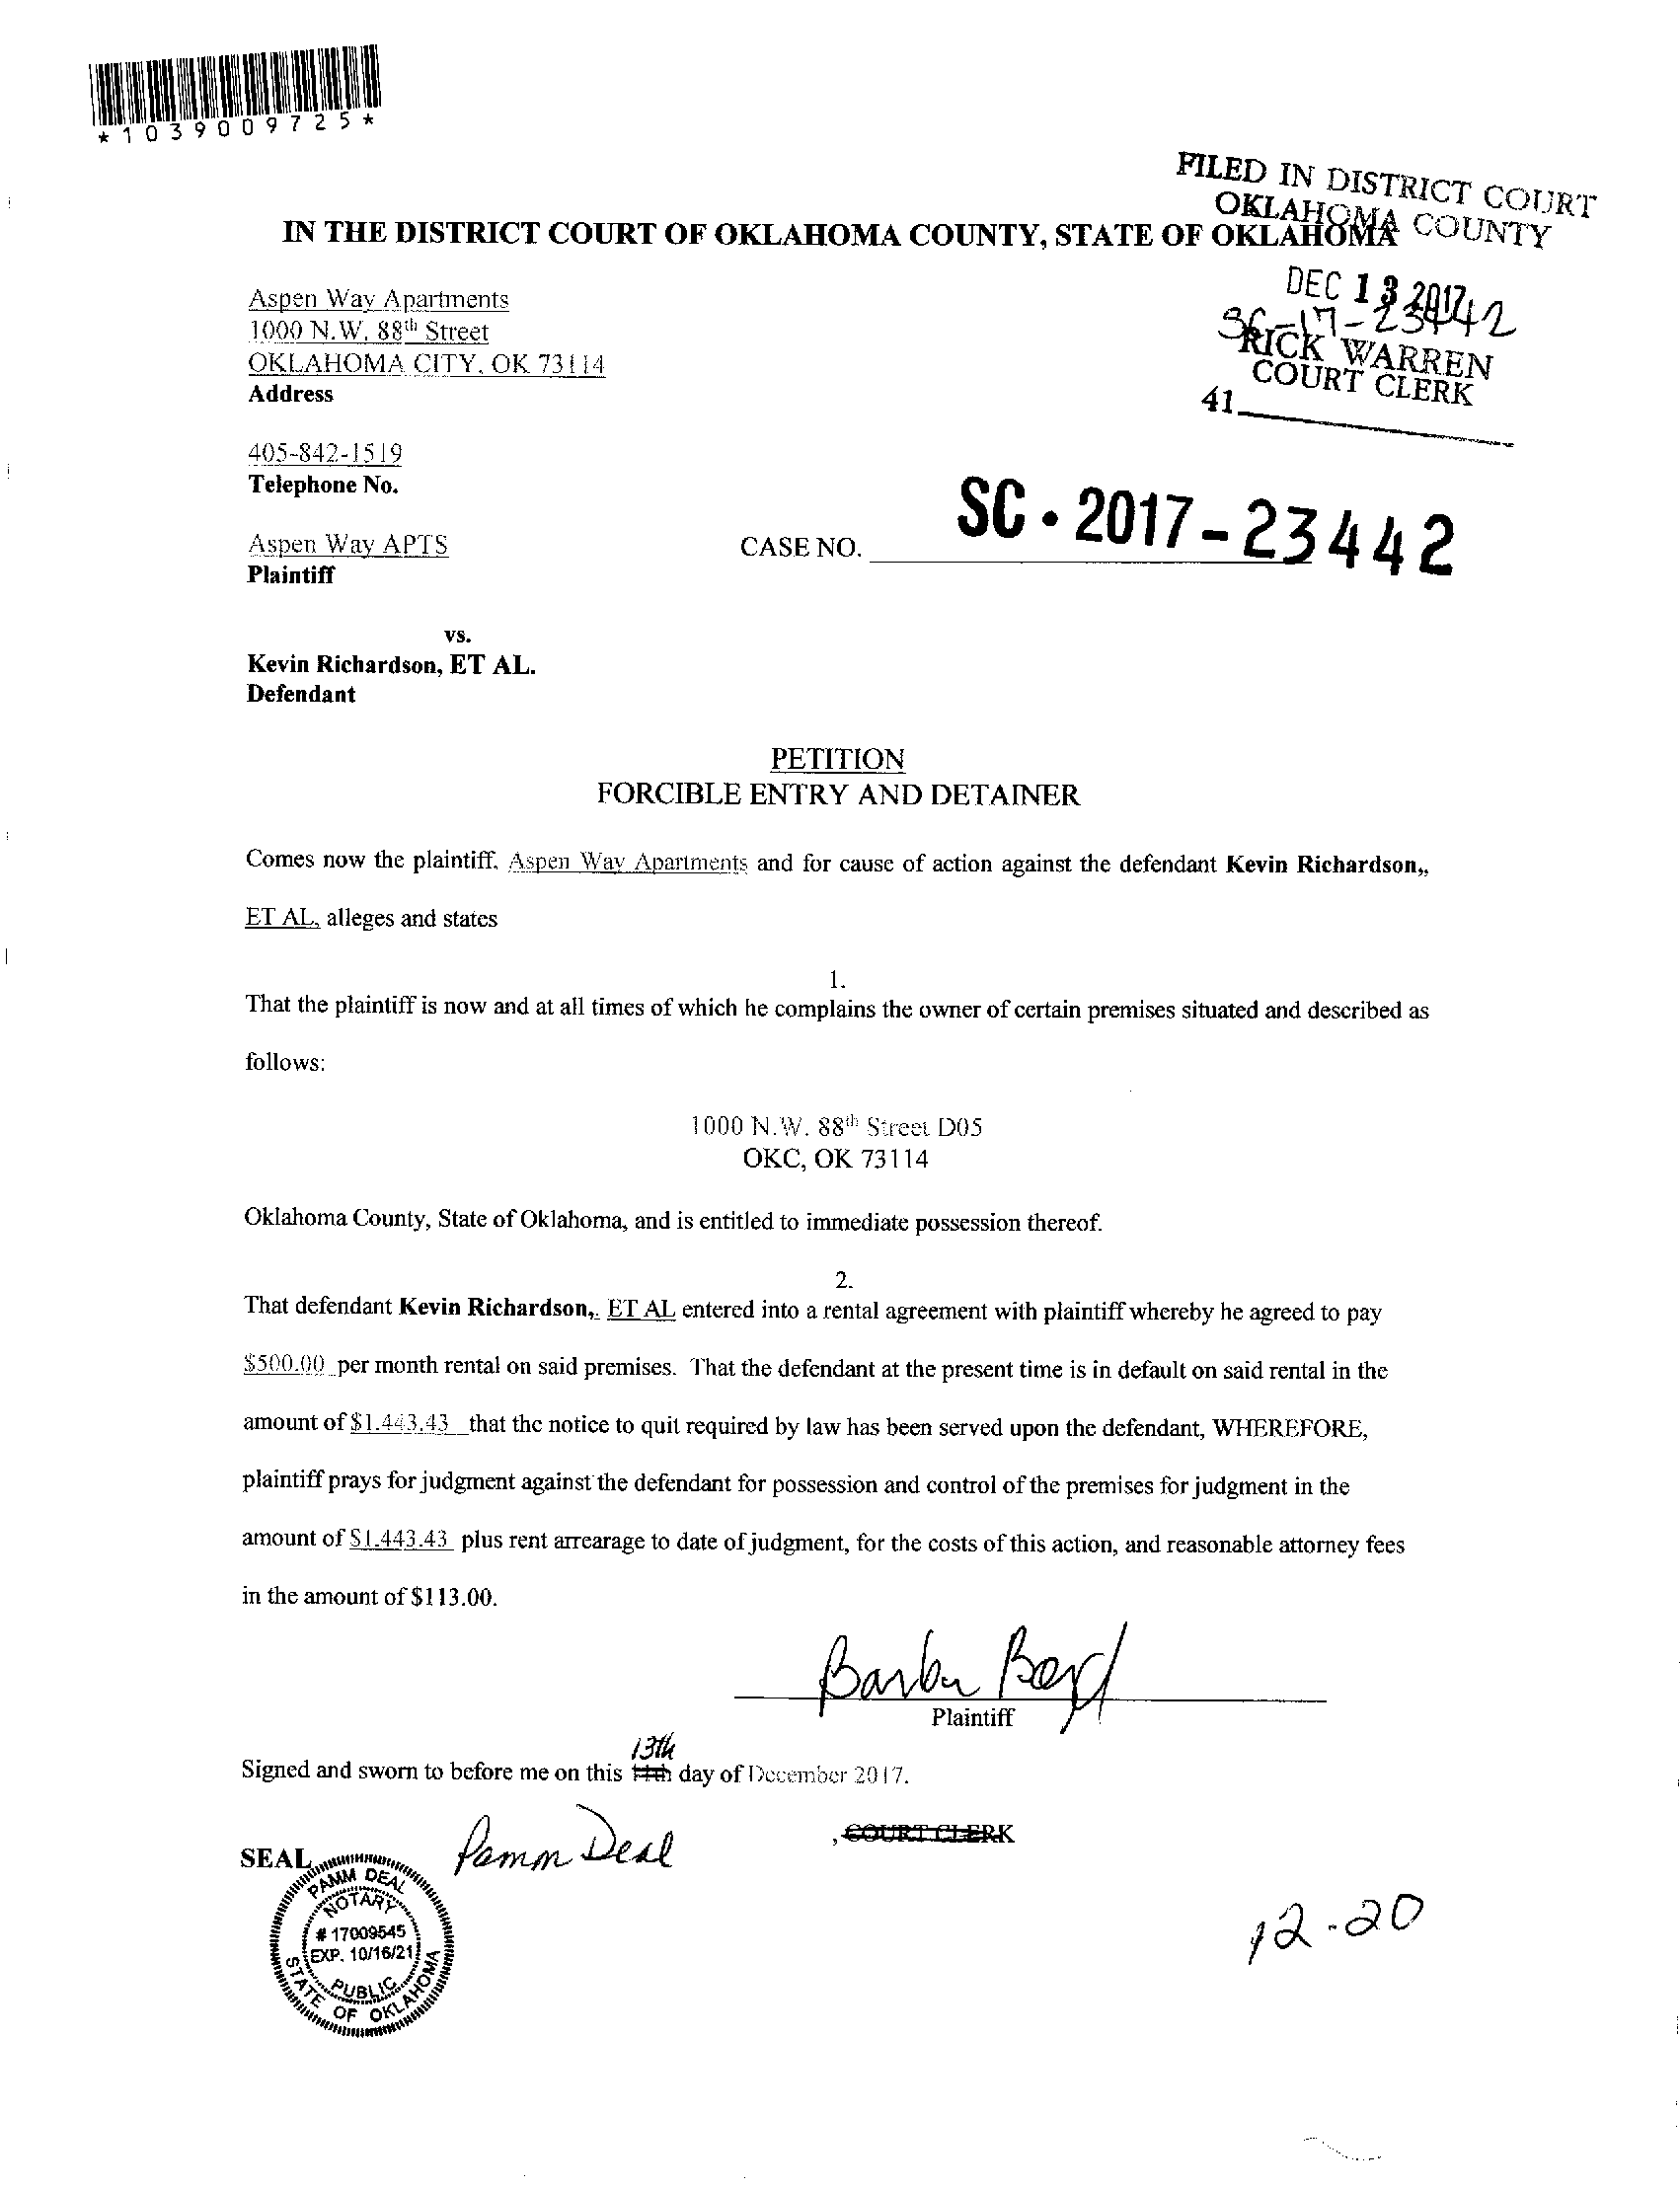 *1039009725*
FILED IN DISTRICT COURT
OKLAHOMA COUNTY
IN THE DISTRICT COURT OF OKLAHOMA COUNTY, STATE OF OKLAHOMA
DEC 13 2017
RICK WARREN
COURT CLERK
41
Aspen Way Apartments
1000 N.W. 88th Street
OKLAHOMA CITY, OK 73114
Address
405-842-1519
Telephone No.
Aspen Way APTS
Plaintiff
CASE NO. SC-2017-23442
vs.
Kevin Richardson, ET AL.
Defendant
PETITION
FORCIBLE ENTRY AND DETAINER
Comes now the plaintiff, Aspen Way Apartments and for cause of action against the defendant Kevin Richardson,,
ET AL, alleges and states
1.
That the plaintiff is now and at all times of which he complains the owner of certain premises situated and described as
follows:
1000 N.W. 88th Street D05
OKC, OK 73114
Oklahoma County, State of Oklahoma, and is entitled to immediate possession thereof.
2.
That defendant Kevin Richardson,. ET AL entered into a rental agreement with plaintiff whereby he agreed to pay
$500.00 per month rental on said premises. That the defendant at the present time is in default on said rental in the
amount of $1,443.43 that the notice to quit required by law has been served upon the defendant, WHEREFORE,
plaintiff prays for judgment against the defendant for possession and control of the premises for judgment in the
amount of $1,443.43 plus rent arrearage to date of judgment, for the costs of this action, and reasonable attorney fees
in the amount of $113.00.
Plaintiff
13th
Signed and sworn to before me on this day of December 2017.
Pamm Deal
, COURT CLERK
SEAL
PAMM DEAL
NOTARY
# 17009545
EXP. 10/16/21
PUBLIC
STATE OF OKLAHOMA
12-20